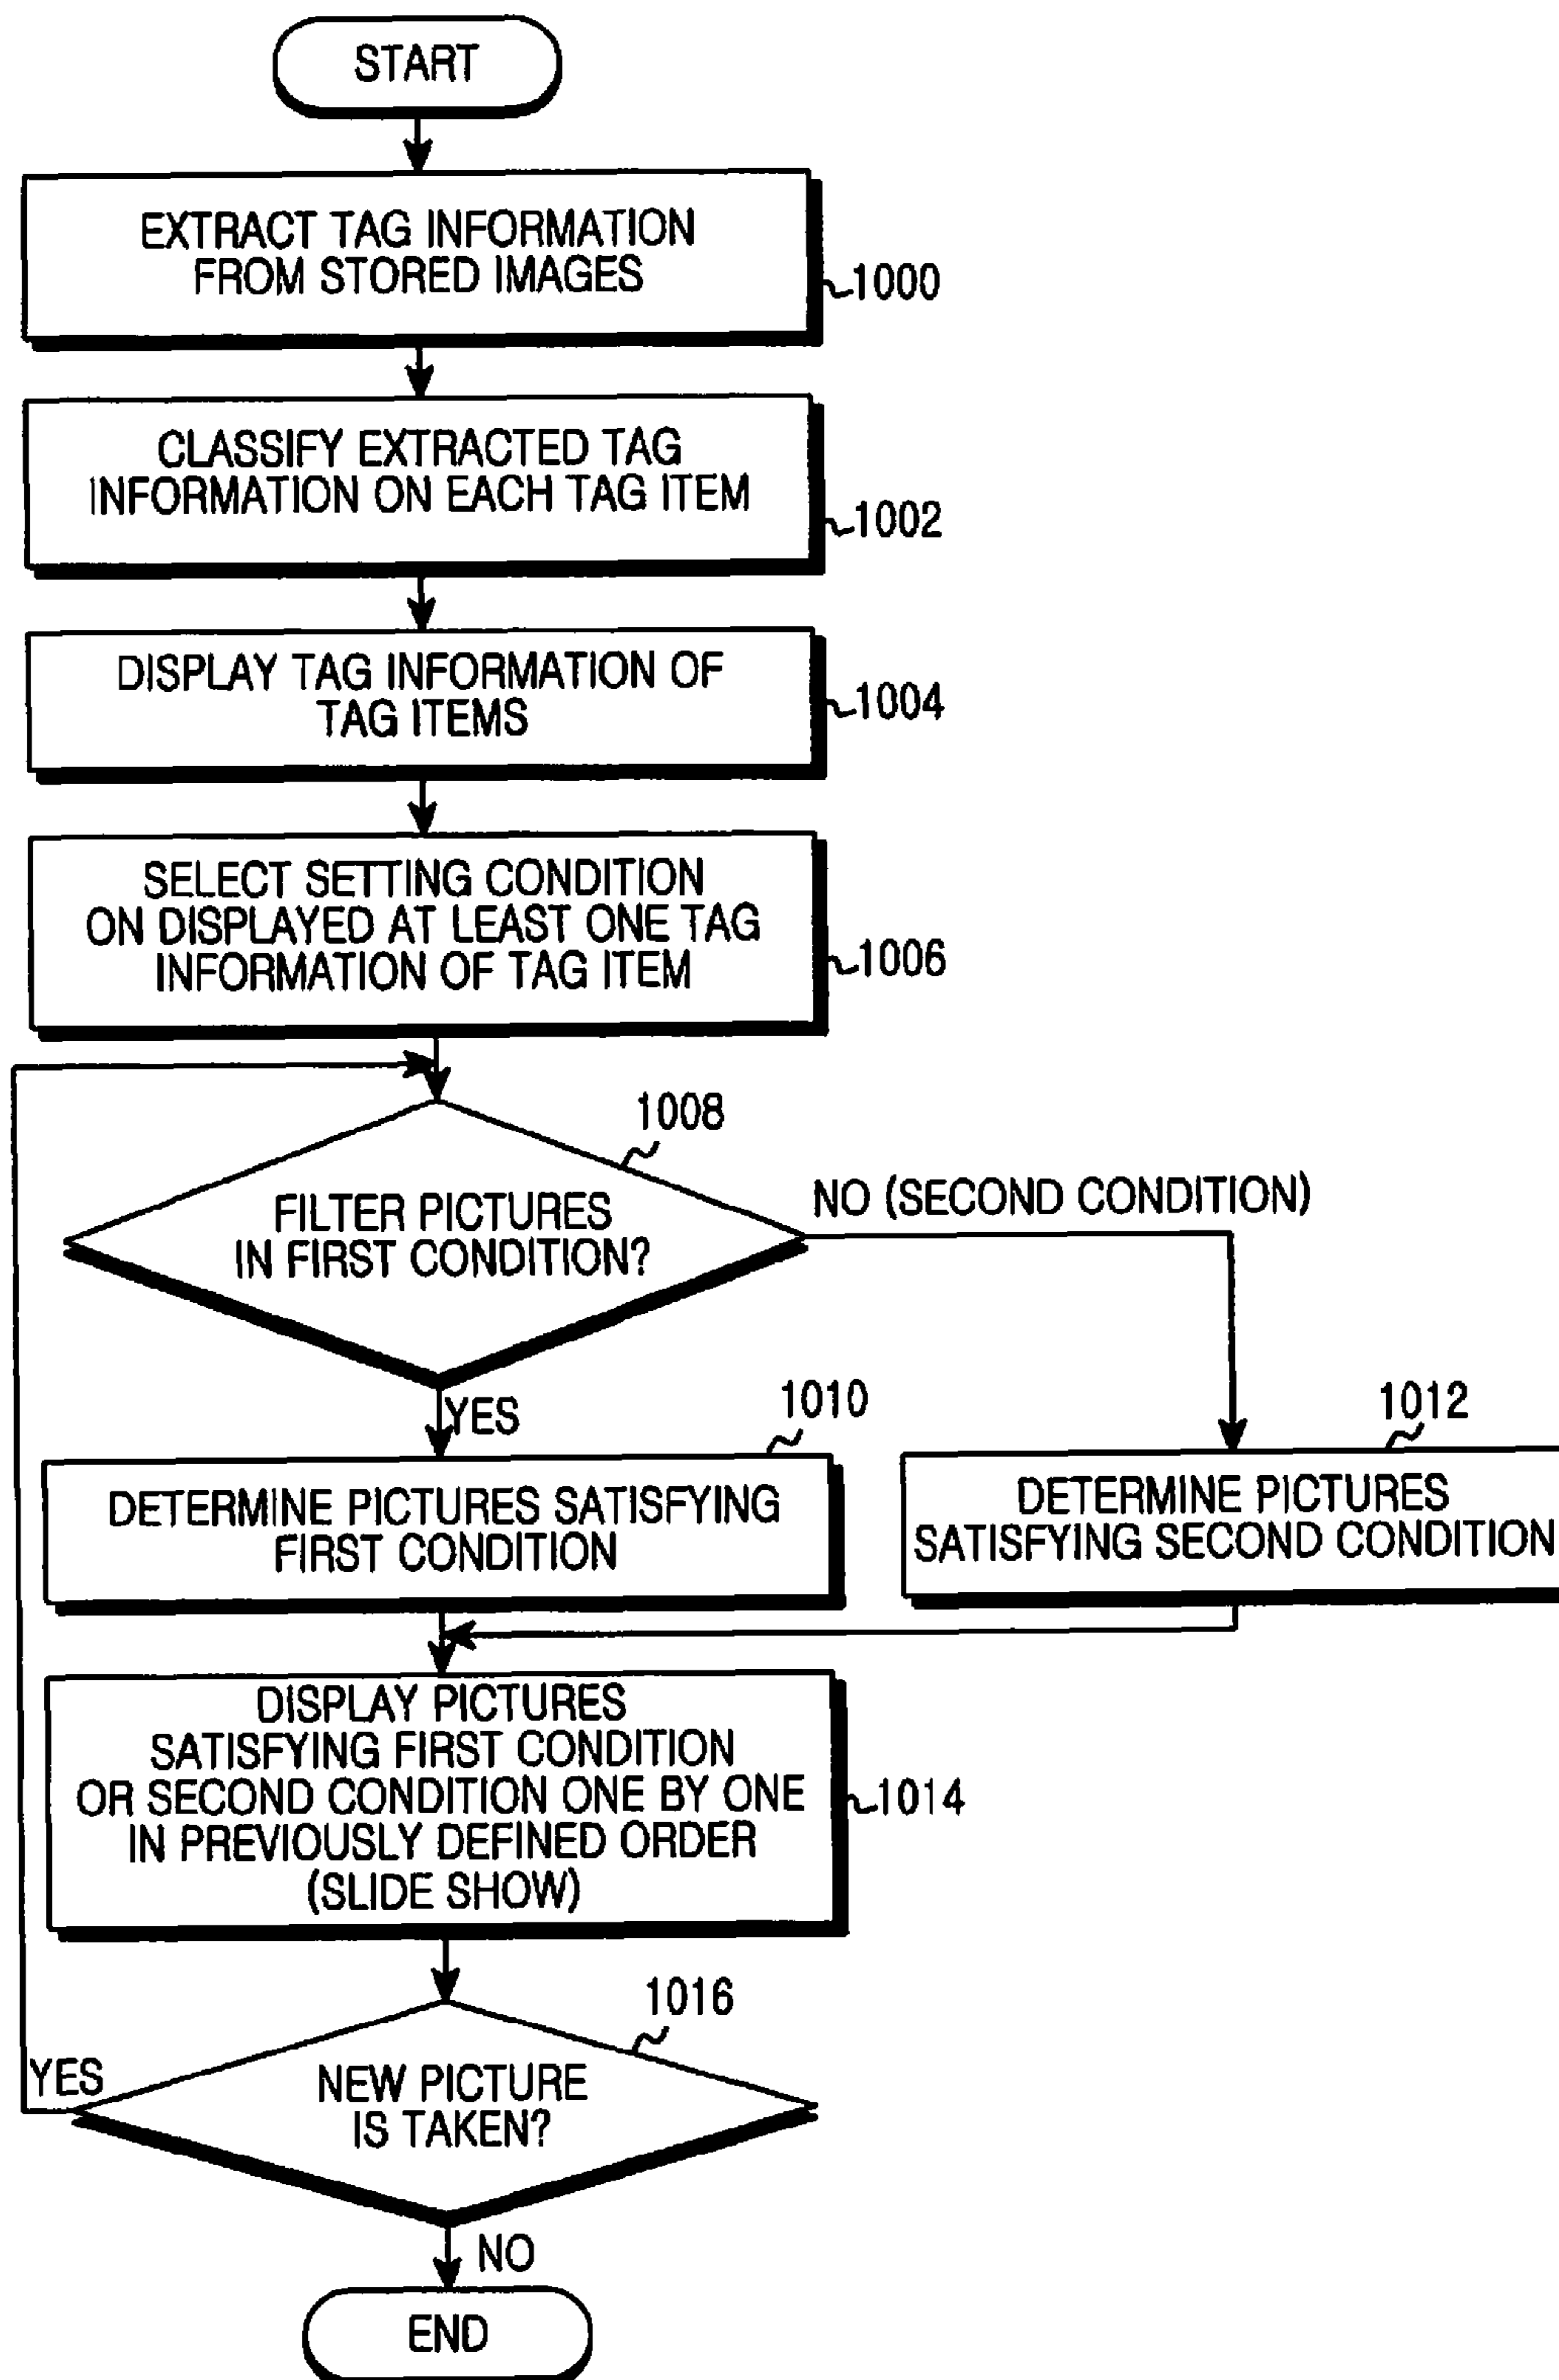 START
EXTRACT TAG INFORMATION
FROM STORED IMAGES
1000
CLASSIFY EXTRACTED TAG
INFORMATION ON EACH TAG ITEM
1002
DISPLAY TAG INFORMATION OF
TAG ITEMS
1004
SELECT SETTING CONDITION
ON DISPLAYED AT LEAST ONE TAG
INFORMATION OF TAG ITEM
1006
1008
FILTER PICTURES
IN FIRST CONDITION?
NO (SECOND CONDITION)
YES
1010
DETERMINE PICTURES SATISFYING
FIRST CONDITION
1012
DETERMINE PICTURES
SATISFYING SECOND CONDITION
DISPLAY PICTURES
SATISFYING FIRST CONDITION
OR SECOND CONDITION ONE BY ONE
IN PREVIOUSLY DEFINED ORDER
(SLIDE SHOW)
1014
1016
YES
NEW PICTURE
IS TAKEN?
NO
END